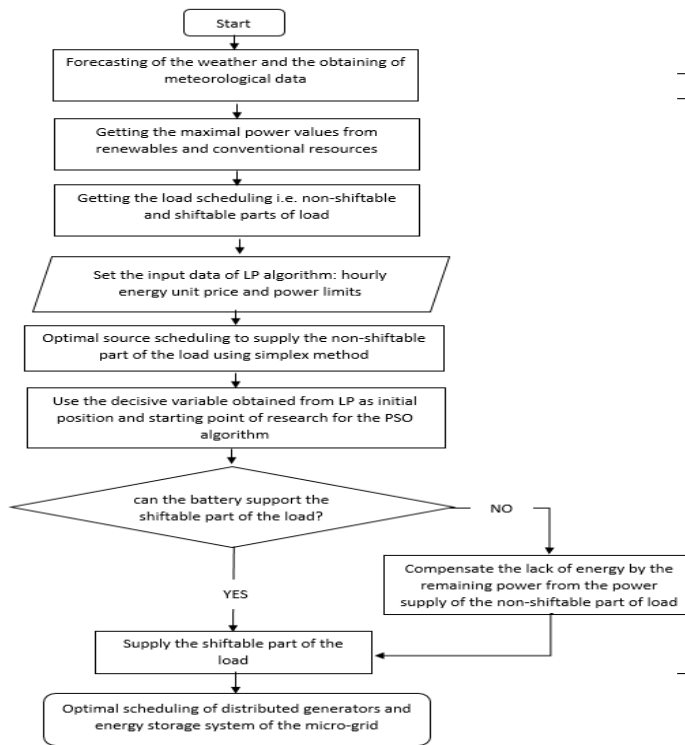 Start
Forecasting of the weather and the obtaining of
meteorological data
Getting the maximal power values from
renewables and conventional resources
Getting the load scheduling i.e. non-shiftable
and shiftable parts of load
Set the input data of LP algorithm: hourly
energy unit price and power limits
Optimal source scheduling to supply the non-shiftable
part of the load using simplex method
Use the decisive variable obtained from LP as initial
position and starting point of research for the PSO
algorithm
can the battery support the
shiftable part of the load?
NO
Compensate the lack of energy by the
remaining power from the power
supply of the non-shiftable part of load
YES
Supply the shiftable part of the
load
Optimal scheduling of distributed generators and
energy storage system of the micro-grid